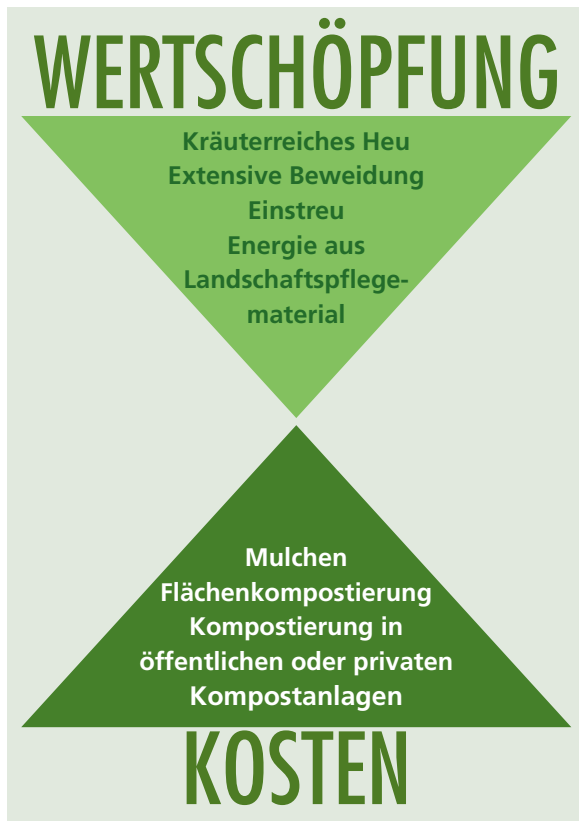 WERTSCHÖPFUNG
Kräuterreiches Heu
Extensive Beweidung
Einstreu
Energie aus
Landschaftspflege-
material
Mulchen
Flächenkompostierung
Kompostierung in
öffentlichen oder privaten
Kompostanlagen
KOSTEN